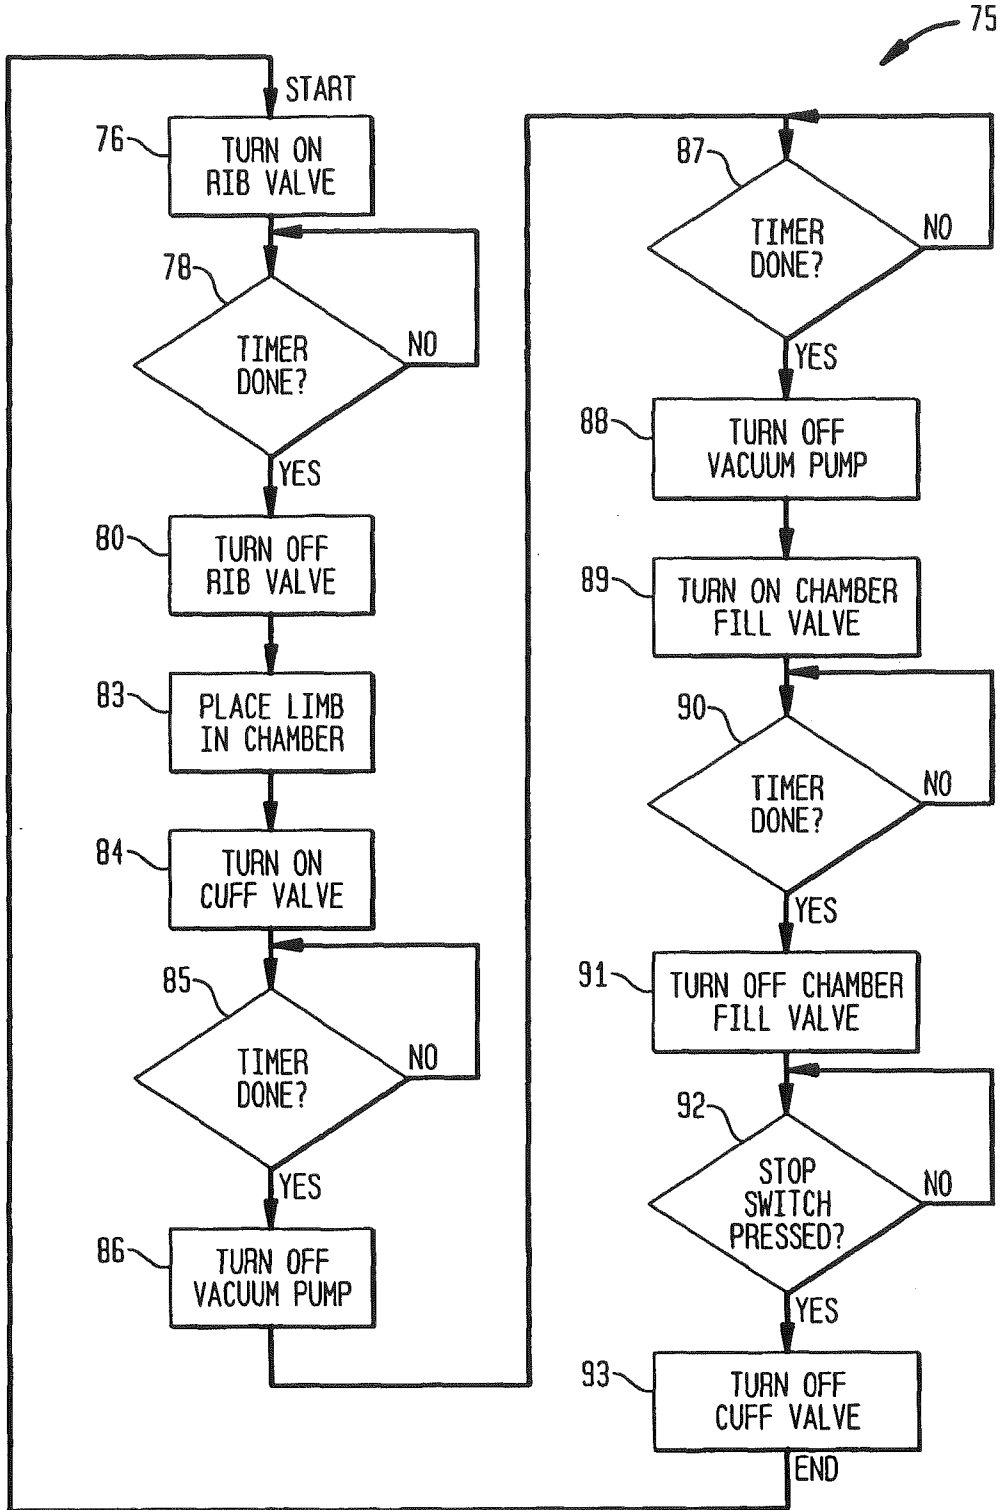 75
START
76
TURN ON
RIB VALVE
78
TIMER
DONE?
NO
YES
80
TURN OFF
RIB VALVE
83
PLACE LIMB
IN CHAMBER
84
TURN ON
CUFF VALVE
85
TIMER
DONE?
NO
YES
86
TURN OFF
VACUUM PUMP
87
TIMER
DONE?
NO
YES
88
TURN OFF
VACUUM PUMP
89
TURN ON CHAMBER
FILL VALVE
90
TIMER
DONE?
NO
YES
91
TURN OFF CHAMBER
FILL VALVE
92
STOP
SWITCH
PRESSED?
NO
YES
93
TURN OFF
CUFF VALVE
END